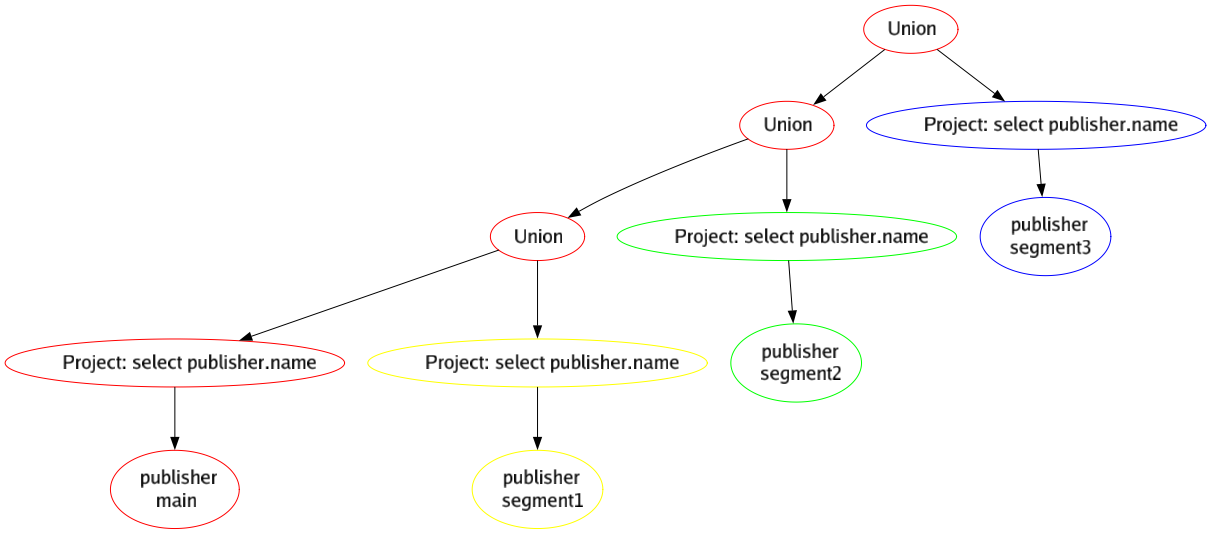 Union
Union
Project: select publisher.name
Union
Project: select publisher.name
publisher
segment3
Project: select publisher.name
Project: select publisher.name
publisher
segment2
publisher
main
publisher
segment1